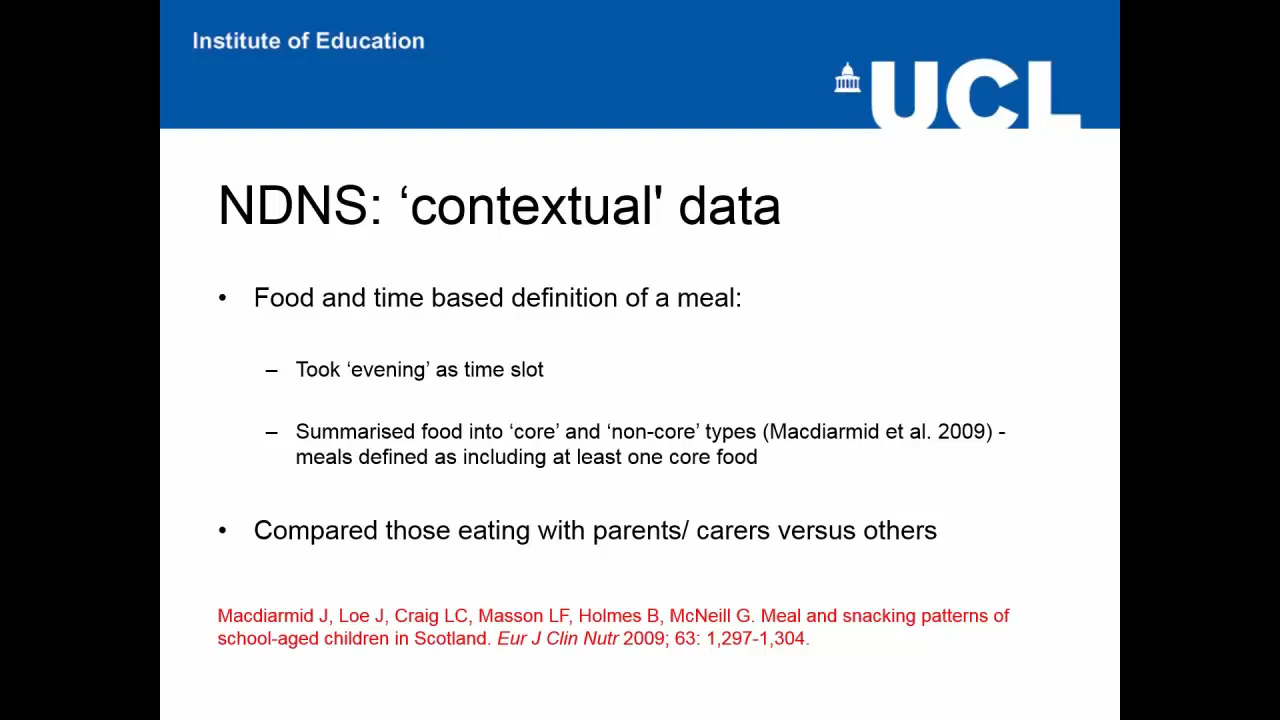 Institute of Education
UCL
NDNS: ‘contextual' data
• Food and time based definition of a meal:
– Took ‘evening’ as time slot
– Summarised food into ‘core’ and ‘non-core’ types (Macdiarmid et al. 2009) -
meals defined as including at least one core food
• Compared those eating with parents/ carers versus others
Macdiarmid J, Loe J, Craig LC, Masson LF, Holmes B, McNeill G. Meal and snacking patterns of
school-aged children in Scotland. Eur J Clin Nutr 2009; 63: 1,297-1,304.